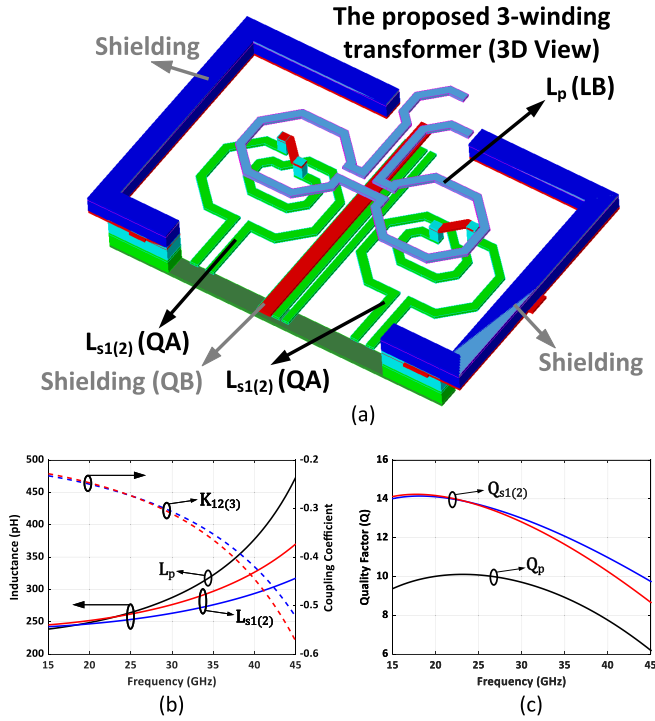 The proposed 3-winding
transformer (3D View)
Shielding
Lp (LB)
Ls1(2) (QA)
Shielding (QB)
Ls1(2) (QA)
Shielding
(a)
500
450
400
350
300
250
200
Inductance (pH)
-0.2
-0.3
-0.4
-0.5
-0.6
Coupling Coefficient
K12(3)
Lp
Ls1(2)
15 20 25 30 35 40 45
Frequency (GHz)
(b)
16
14
12
10
8
6
Quality Factor (Q)
Qs1(2)
Qp
15 20 25 30 35 40 45
Frequency (GHz)
(c)